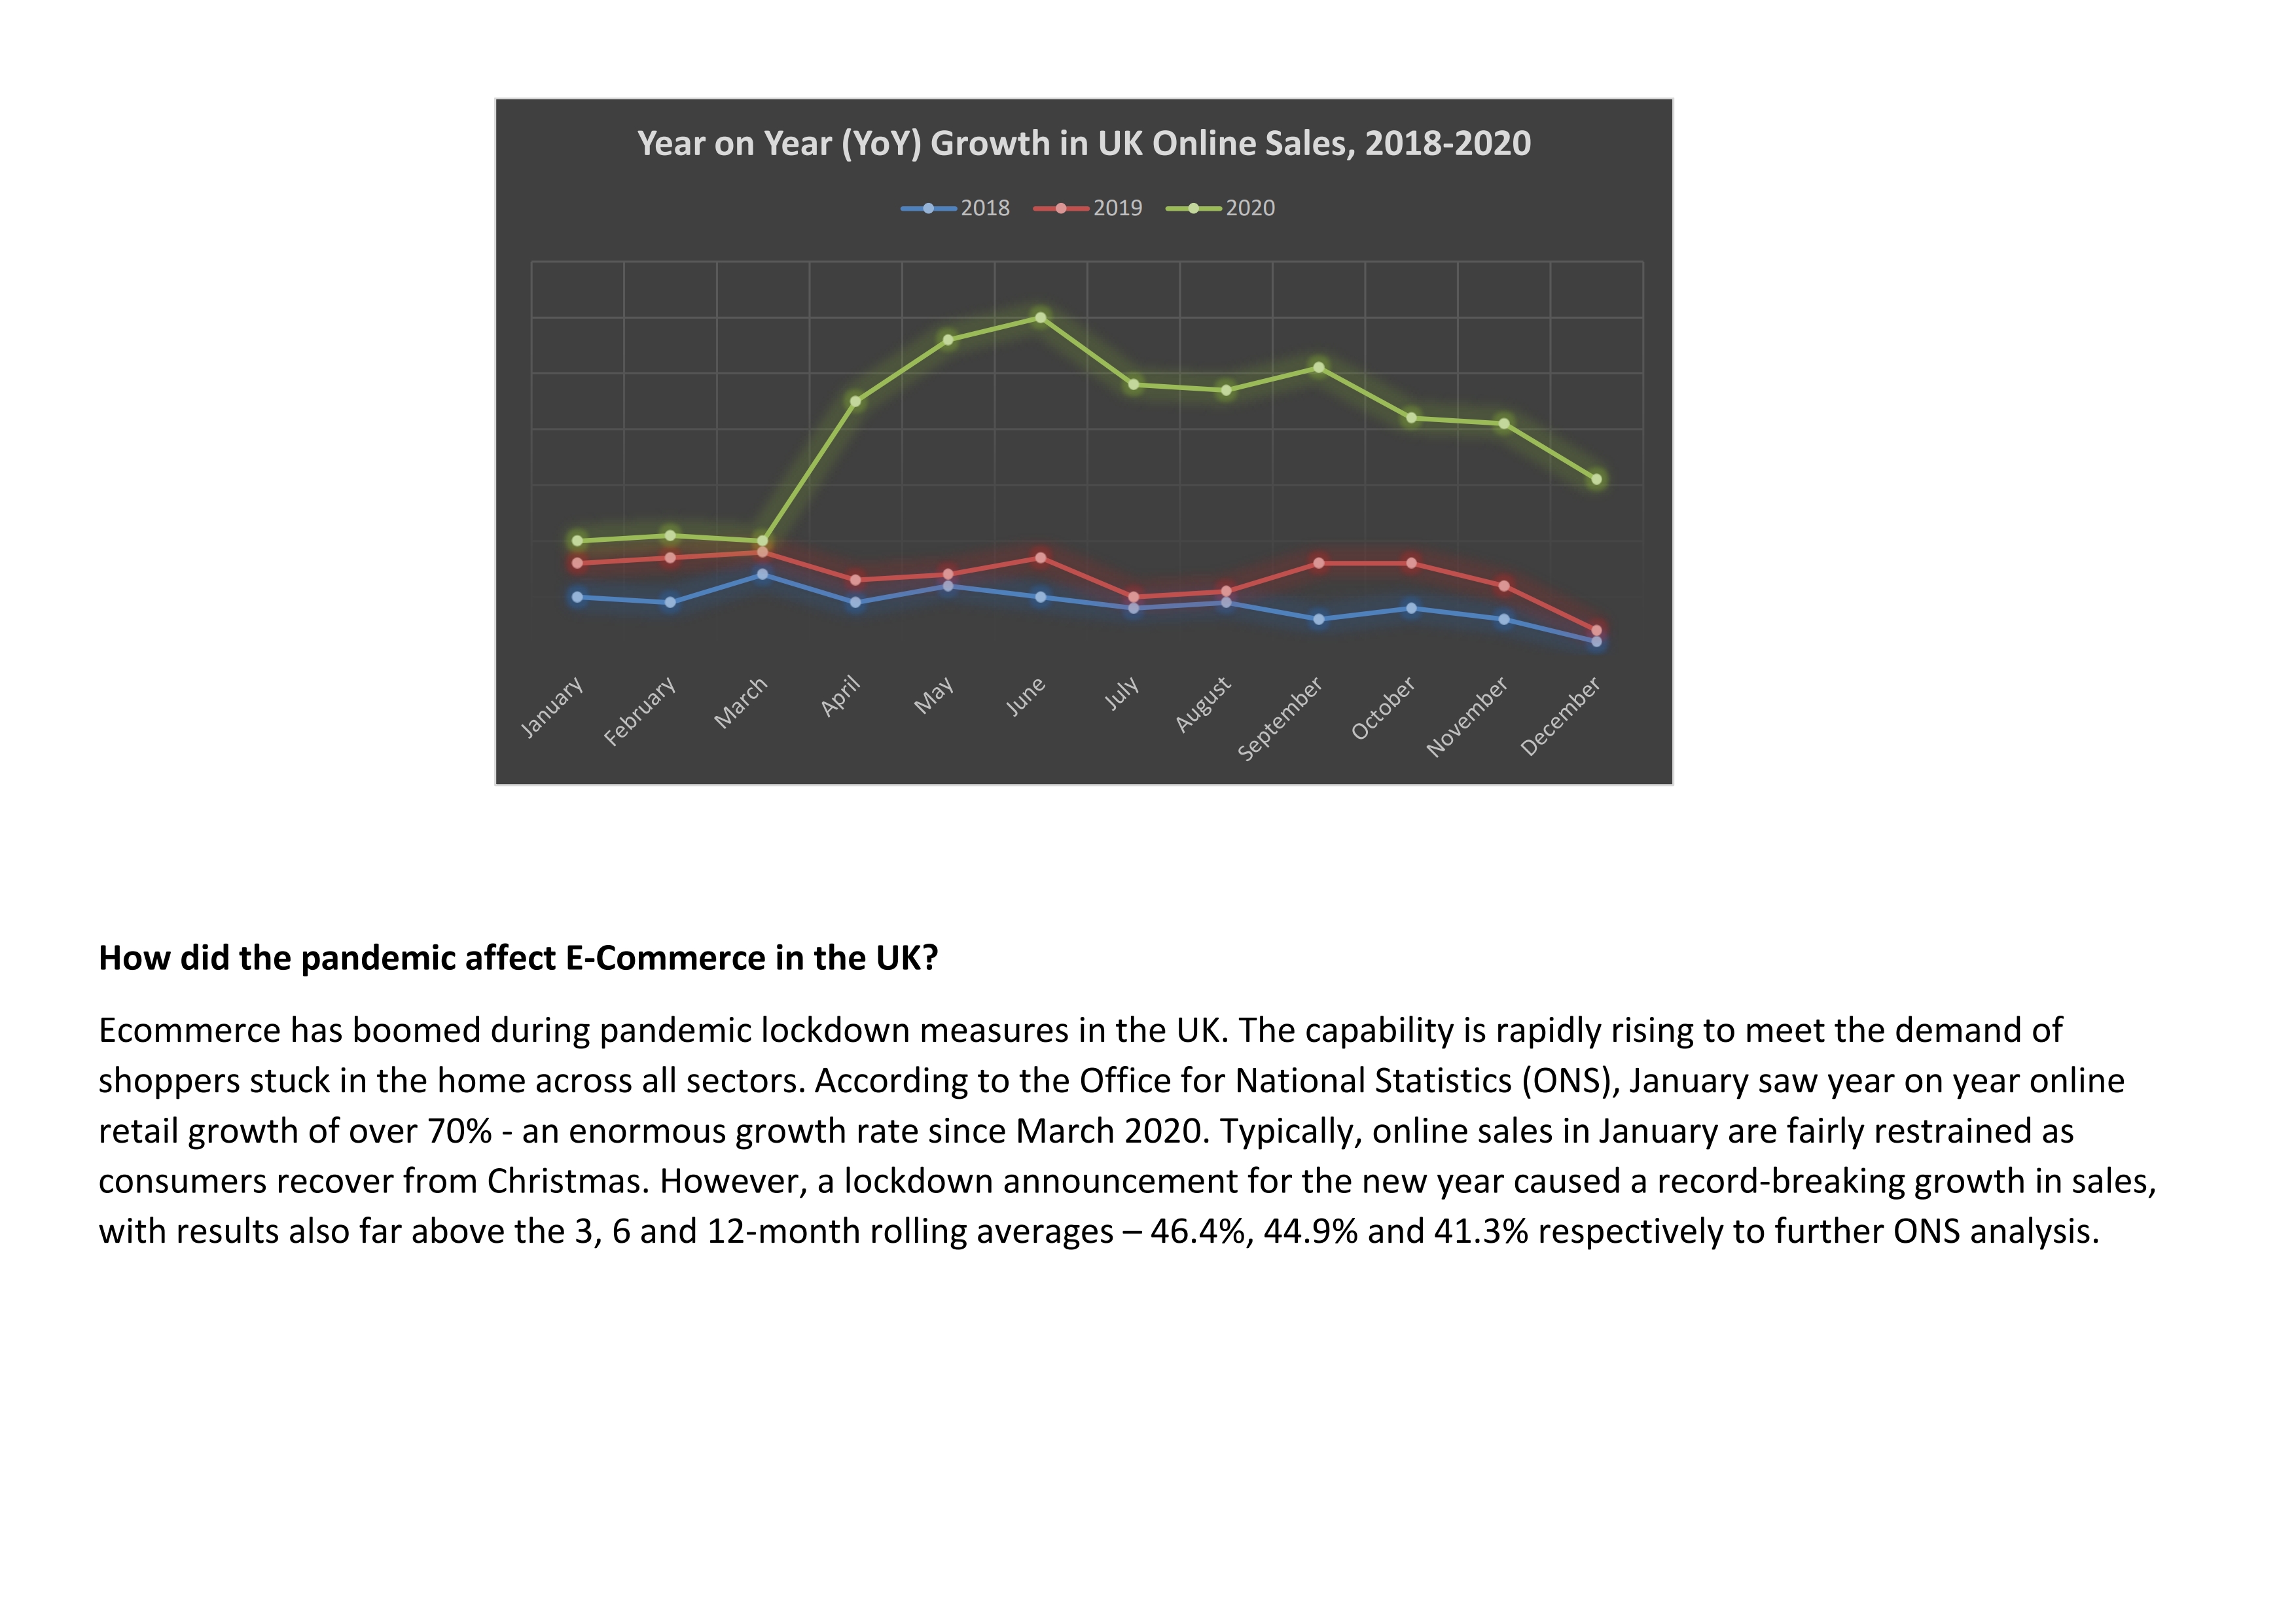 Year on Year (YoY) Growth in UK Online Sales, 2018-2020
2018 2019 2020
January February March April May June July August September October November December
How did the pandemic affect E-Commerce in the UK?
Ecommerce has boomed during pandemic lockdown measures in the UK. The capability is rapidly rising to meet the demand of
shoppers stuck in the home across all sectors. According to the Office for National Statistics (ONS), January saw year on year online
retail growth of over 70% - an enormous growth rate since March 2020. Typically, online sales in January are fairly restrained as
consumers recover from Christmas. However, a lockdown announcement for the new year caused a record-breaking growth in sales,
with results also far above the 3, 6 and 12-month rolling averages – 46.4%, 44.9% and 41.3% respectively to further ONS analysis.